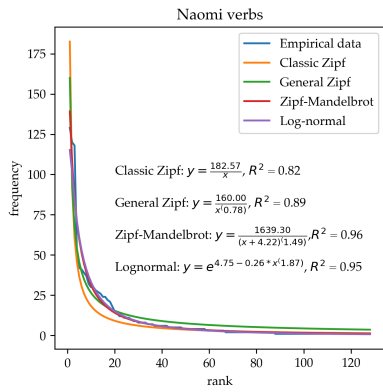 Naomi verbs
Empirical data
Classic Zipf
General Zipf
Zipf-Mandelbrot
Log-normal
Classic Zipf: y = 182.57/x, R² = 0.82
General Zipf: y = 160.00/x⁽0.78), R² = 0.89
Zipf-Mandelbrot: y = 1639.30/(x + 4.22)⁽1.49),R² = 0.96
Lognormal: y = e^4.75 − 0.26 * x⁽1.87), R² = 0.95
frequency
175
150
125
100
75
50
25
0
0 20 40 60 80 100 120
rank